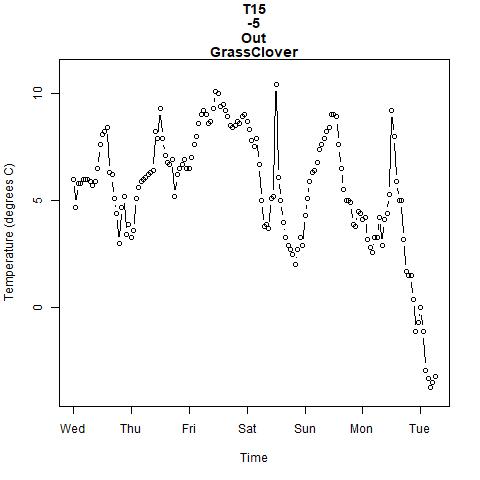 T15
-5
Out
GrassClover
Temperature (degrees C)
10
5
0
Wed Thu Fri Sat Sun Mon Tue
Time